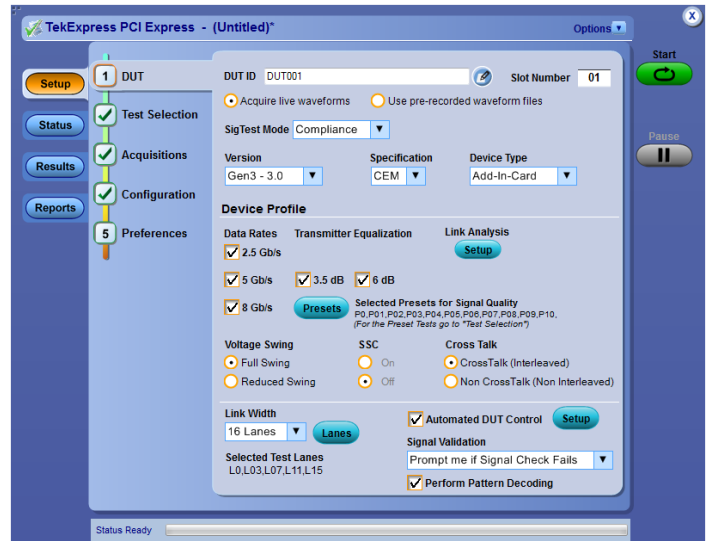 TekExpress PCI Express - (Untitled)*
Options
x
Start
Setup
1 DUT
DUT ID DUT001
Slot Number 01
Acquire live waveforms
Use pre-recorded waveform files
Status
Test Selection
SigTest Mode Compliance
Pause
Results
Acquisitions
Version
Specification
Device Type
Gen3 - 3.0
CEM
Add-In-Card
Configuration
Reports
Device Profile
5 Preferences
Data Rates
Transmitter Equalization
Link Analysis
2.5 Gb/s
Setup
5 Gb/s
3.5 dB
6 dB
8 Gb/s
Presets
Selected Presets for Signal Quality
P0,P01,P02,P03,P04,P05,P06,P07,P08,P09,P10,
(For the Preset Tests go to "Test Selection")
Voltage Swing
SSC
Cross Talk
Full Swing
On
CrossTalk (Interleaved)
Reduced Swing
Off
Non CrossTalk (Non Interleaved)
Link Width
Automated DUT Control
Setup
16 Lanes
Lanes
Signal Validation
Selected Test Lanes
Prompt me if Signal Check Fails
L0,L03,L07,L11,L15
Perform Pattern Decoding
Status Ready